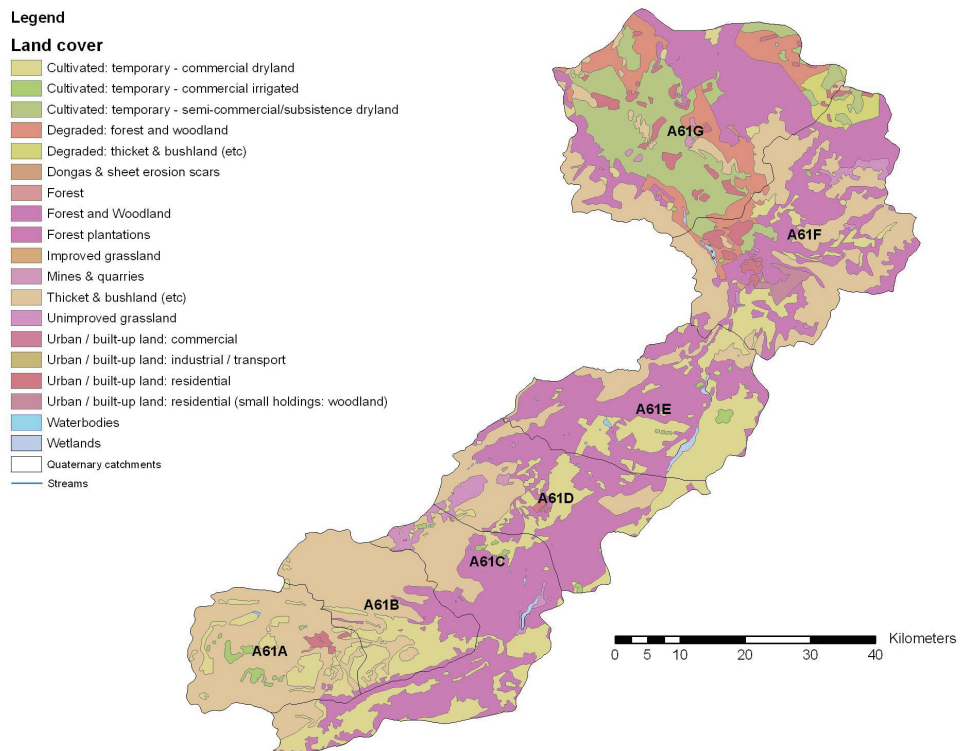 Legend
Land cover
Cultivated: temporary - commercial dryland
Cultivated: temporary - commercial irrigated
Cultivated: temporary - semi-commercial/subsistence dryland
Degraded: forest and woodland
Degraded: thicket & bushland (etc)
Dongas & sheet erosion scars
Forest
Forest and Woodland
Forest plantations
Improved grassland
Mines & quarries
Thicket & bushland (etc)
Unimproved grassland
Urban / built-up land: commercial
Urban / built-up land: industrial / transport
Urban / built-up land: residential
Urban / built-up land: residential (small holdings: woodland)
Waterbodies
Wetlands
Quaternary catchments
Streams
A61G
A61F
A61E
A61D
A61C
A61B
A61A
Kilometers
0 5 10 20 30 40